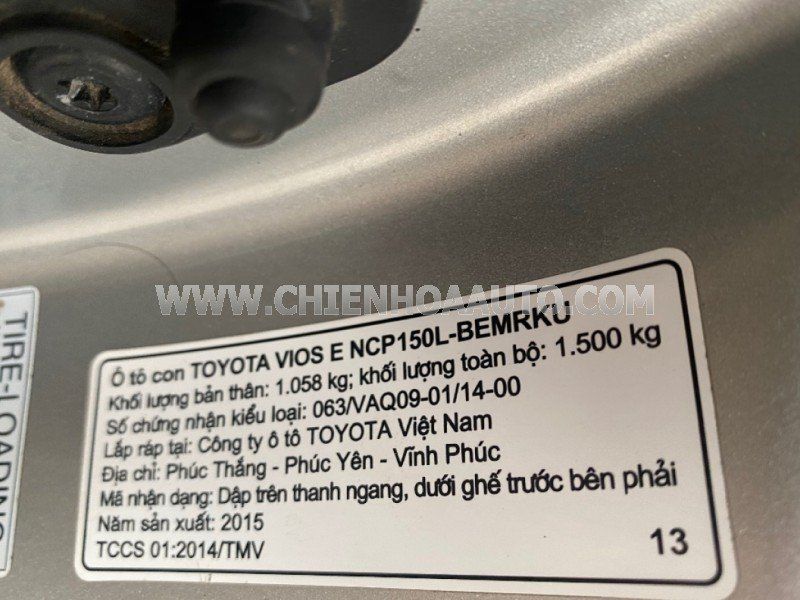 WWW.CHIENHOAAUTO.COM
Ô tô con TOYOTA VIOS E NCP150L-BEMRKU
Khối lượng bản thân: 1.058 kg; khối lượng toàn bộ: 1.500 kg
Số chứng nhận kiểu loại: 063/VAQ09-01/14-00
Lắp ráp tại: Công ty ô tô TOYOTA Việt Nam
Địa chỉ: Phúc Thắng - Phúc Yên - Vĩnh Phúc
Mã nhận dạng: Dập trên thanh ngang, dưới ghế trước bên phải
Năm sản xuất: 2015
TCCS 01:2014/TMV
13
TIRE-LOADING